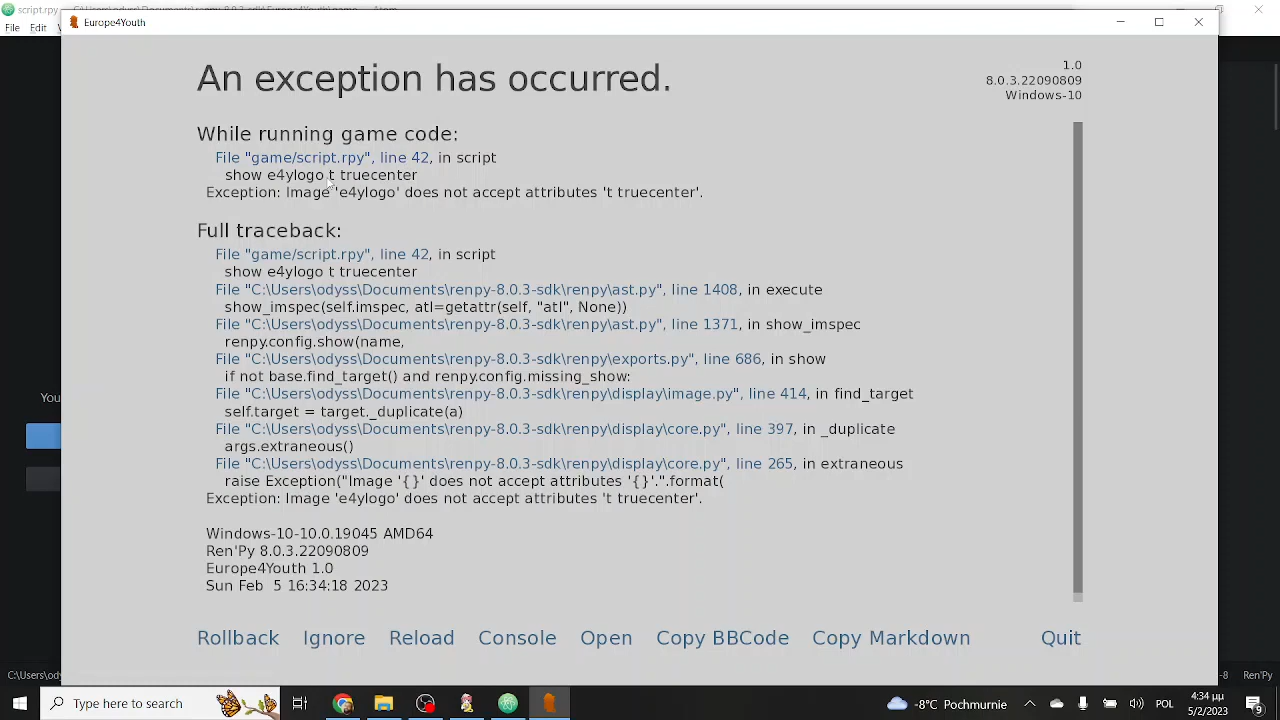 script.rpy
File
Edit
Europe4Youth
An exception has occurred.
1.0
8.0.3.22090809
Windows-10
While running game code:
File "game/script.rpy", line 42, in script
show e4ylogo t truecenter
Exception: Image 'e4ylogo' does not accept attributes 't truecenter'.
Full traceback:
File "game/script.rpy", line 42, in script
show e4ylogo t truecenter
File "C:\Users\odyss\Documents\renpy-8.0.3-sdk\renpy\ast.py", line 1408, in execute
show_imspec(self.imspec, atl=getattr(self, "atl", None))
File "C:\Users\odyss\Documents\renpy-8.0.3-sdk\renpy\ast.py", line 1371, in show_imspec
renpy.config.show(name,
File "C:\Users\odyss\Documents\renpy-8.0.3-sdk\renpy\exports.py", line 686, in show
if not base.find_target() and renpy.config.missing_show:
File "C:\Users\odyss\Documents\renpy-8.0.3-sdk\renpy\display\image.py", line 414, in find_target
self.target = target._duplicate(a)
File "C:\Users\odyss\Documents\renpy-8.0.3-sdk\renpy\display\core.py", line 397, in _duplicate
args.extraneous()
File "C:\Users\odyss\Documents\renpy-8.0.3-sdk\renpy\display\core.py", line 265, in extraneous
raise Exception("Image '{}' does not accept attributes '{}'.".format(
Exception: Image 'e4ylogo' does not accept attributes 't truecenter'.
Windows-10-10.0.19045 AMD64
Ren'Py 8.0.3.22090809
Europe4Youth 1.0
Sun Feb 5 16:34:18 2023
You
Rollback Ignore Reload Console Open Copy BBCode Copy Markdown Quit
C:\Users\ody
-8 Ren'Py
Type here to search
-8°C Pochmurnie
POL
4:34 μμ
5/2/2023